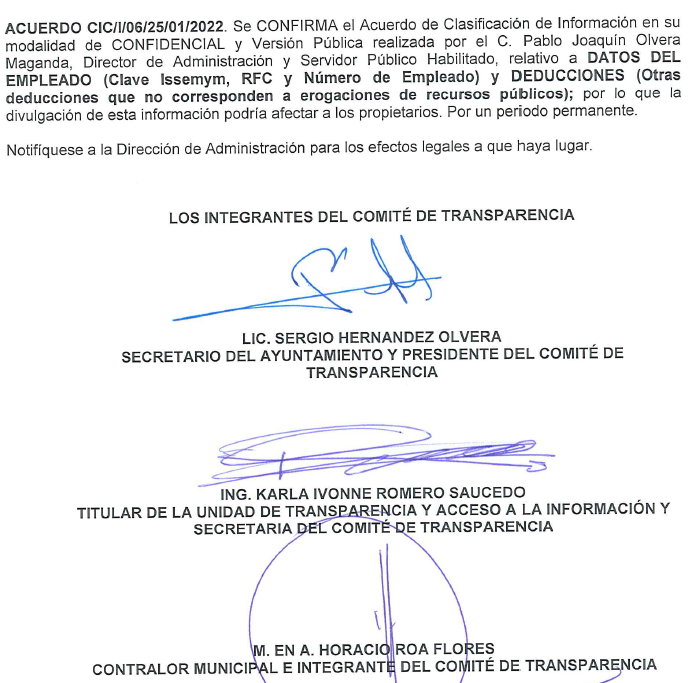 ACUERDO CIC/I/06/25/01/2022. Se CONFIRMA el Acuerdo de Clasificación de Información en su
modalidad de CONFIDENCIAL y Versión Pública realizada por el C. Pablo Joaquín Olvera
Maganda, Director de Administración y Servidor Público Habilitado, relativo a DATOS DEL
EMPLEADO (Clave Issemym, RFC y Número de Empleado) y DEDUCCIONES (Otras
deducciones que no corresponden a erogaciones de recursos públicos); por lo que la
divulgación de esta información podría afectar a los propietarios. Por un periodo permanente.
Notifíquese a la Dirección de Administración para los efectos legales a que haya lugar.
LOS INTEGRANTES DEL COMITÉ DE TRANSPARENCIA
LIC. SERGIO HERNANDEZ OLVERA
SECRETARIO DEL AYUNTAMIENTO Y PRESIDENTE DEL COMITÉ DE
TRANSPARENCIA
ING. KARLA IVONNE ROMERO SAUCEDO
TITULAR DE LA UNIDAD DE TRANSPARENCIA Y ACCESO A LA INFORMACIÓN Y
SECRETARIA DEL COMITÉ DE TRANSPARENCIA
M. EN A. HORACIO ROA FLORES
CONTRALOR MUNICIPAL E INTEGRANTE DEL COMITÉ DE TRANSPARENCIA